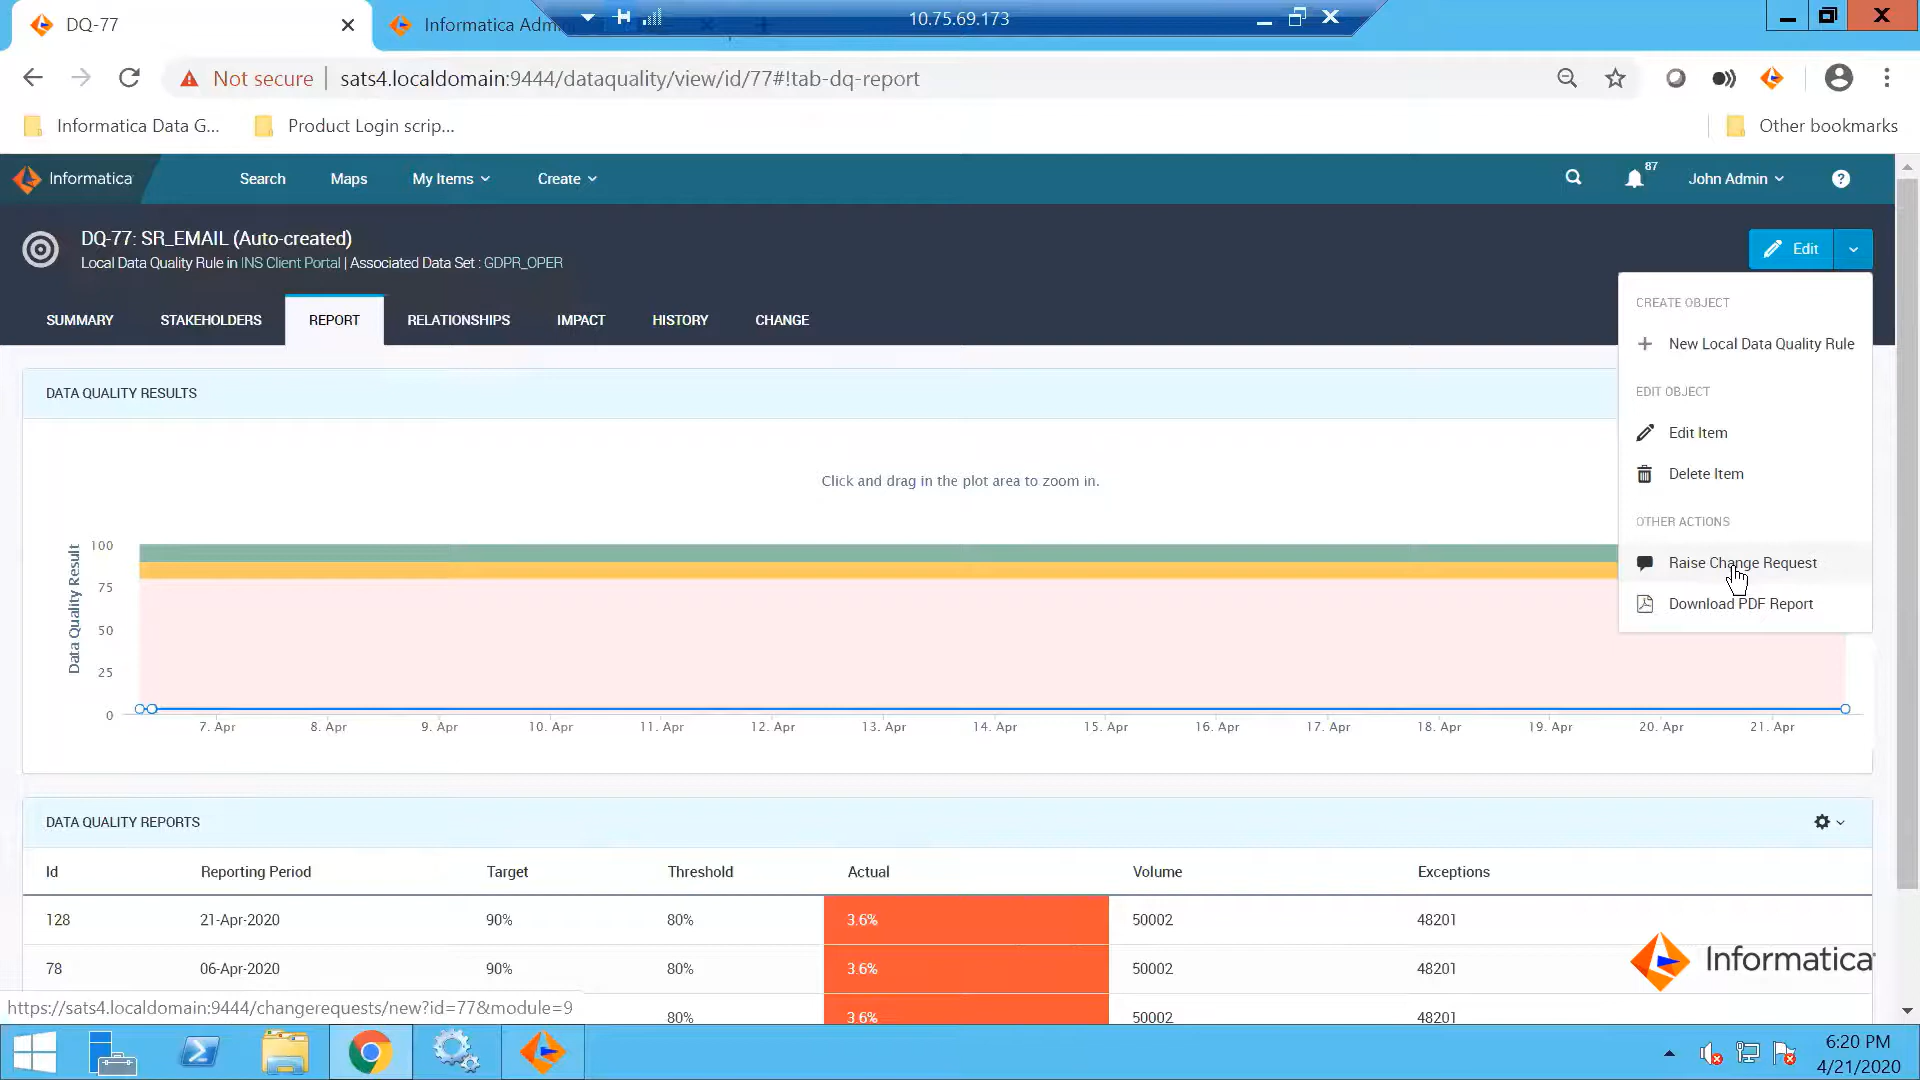 DQ-77
Informatica Adm
10.75.69.173
Not secure | sats4.localdomain:9444/dataquality/view/id/77#!tab-dq-report
Informatica Data G...
Product Login scrip...
Other bookmarks
Informatica
Search
Maps
My Items
Create
87
John Admin
?
DQ-77: SR_EMAIL (Auto-created)
Local Data Quality Rule in INS Client Portal | Associated Data Set : GDPR_OPER
Edit
SUMMARY
STAKEHOLDERS
REPORT
RELATIONSHIPS
IMPACT
HISTORY
CHANGE
CREATE OBJECT
New Local Data Quality Rule
EDIT OBJECT
Edit Item
Delete Item
OTHER ACTIONS
Raise Change Request
Download PDF Report
DATA QUALITY RESULTS
Click and drag in the plot area to zoom in.
Data Quality Result
100
75
50
25
0
7. Apr
8. Apr
9. Apr
10. Apr
11. Apr
12. Apr
13. Apr
14. Apr
15. Apr
16. Apr
17. Apr
18. Apr
19. Apr
20. Apr
21. Apr
DATA QUALITY REPORTS
Id Reporting Period Target Threshold Actual Volume Exceptions
128 21-Apr-2020 90% 80% 3.6% 50002 48201
78 06-Apr-2020 90% 80% 3.6% 50002 48201
80% 3.6% 50002 48201
Informatica
https://sats4.localdomain:9444/changerequests/new?id=77&module=9
6:20 PM
4/21/2020